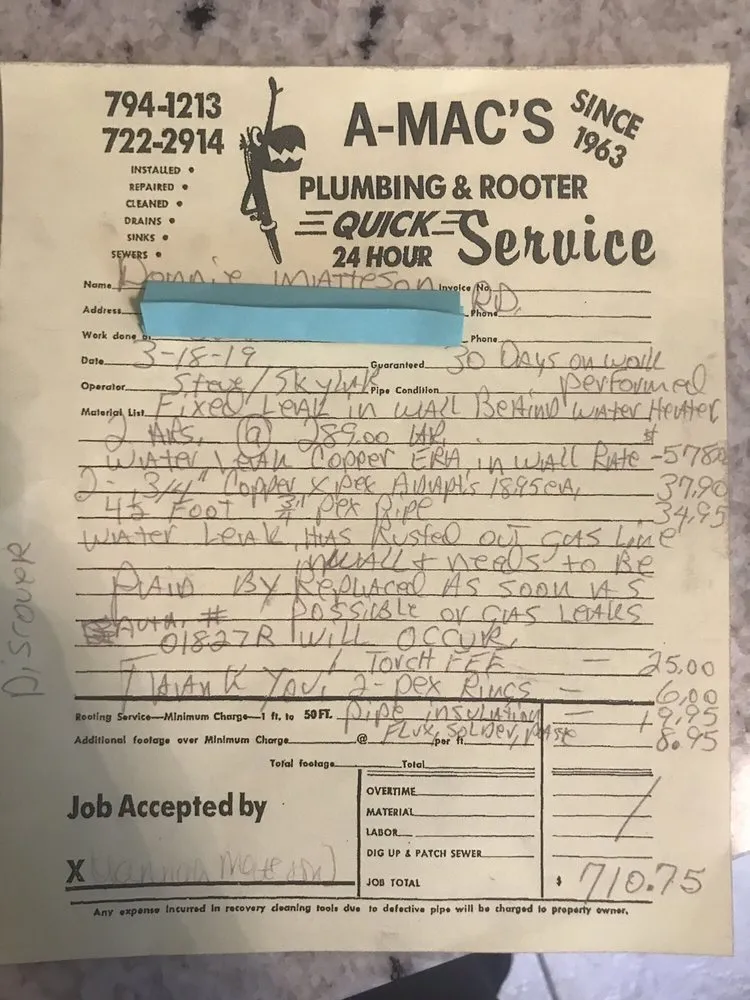 794-1213
722-2914
INSTALLED •
REPAIRED •
CLEANED •
DRAINS •
SINKS •
SEWERS •
A-MAC'S
SINCE 1963
PLUMBING & ROOTER
QUICK
24 HOUR
Service
Name Donnie Matteson Invoice No.
Address RD. Phone
Work done Phone
Date 3-18-19 Guaranteed 30 Days on work
Operator Steve/ Pipe Condition performed
Material List Fixed Leak in wall Behind water Heater
2 HRS. @ 289.00 HR. $
Water Leak Copper in wall Rate - 578.00
2- 3/4" Copper x Pex Adapt's 18.95 EA, 37.90
Foot 3/4" Pex Pipe 34.95
Water Leak Has Rusted out Gas Line
in wall & needs to Be
PAID BY Replaced As soon AS
Auth. # possible or GAS Leaks
01827R will occur.
! Torch FEE — 25.00
Thank You! 2-Pex Rings — 6.00
Rooting Service—Minimum Charge—1 ft. to 50 FT. pipe insulation — 19.95
Additional footage over Minimum Charge @ per ft. Flux, Solder, 8.95
Total footage Total
Discover
Job Accepted by
X
OVERTIME
MATERIAL
LABOR
DIG UP & PATCH SEWER
JOB TOTAL $ 710.75
Any expense incurred in recovery cleaning tools due to defective pipe will be charged to property owner.